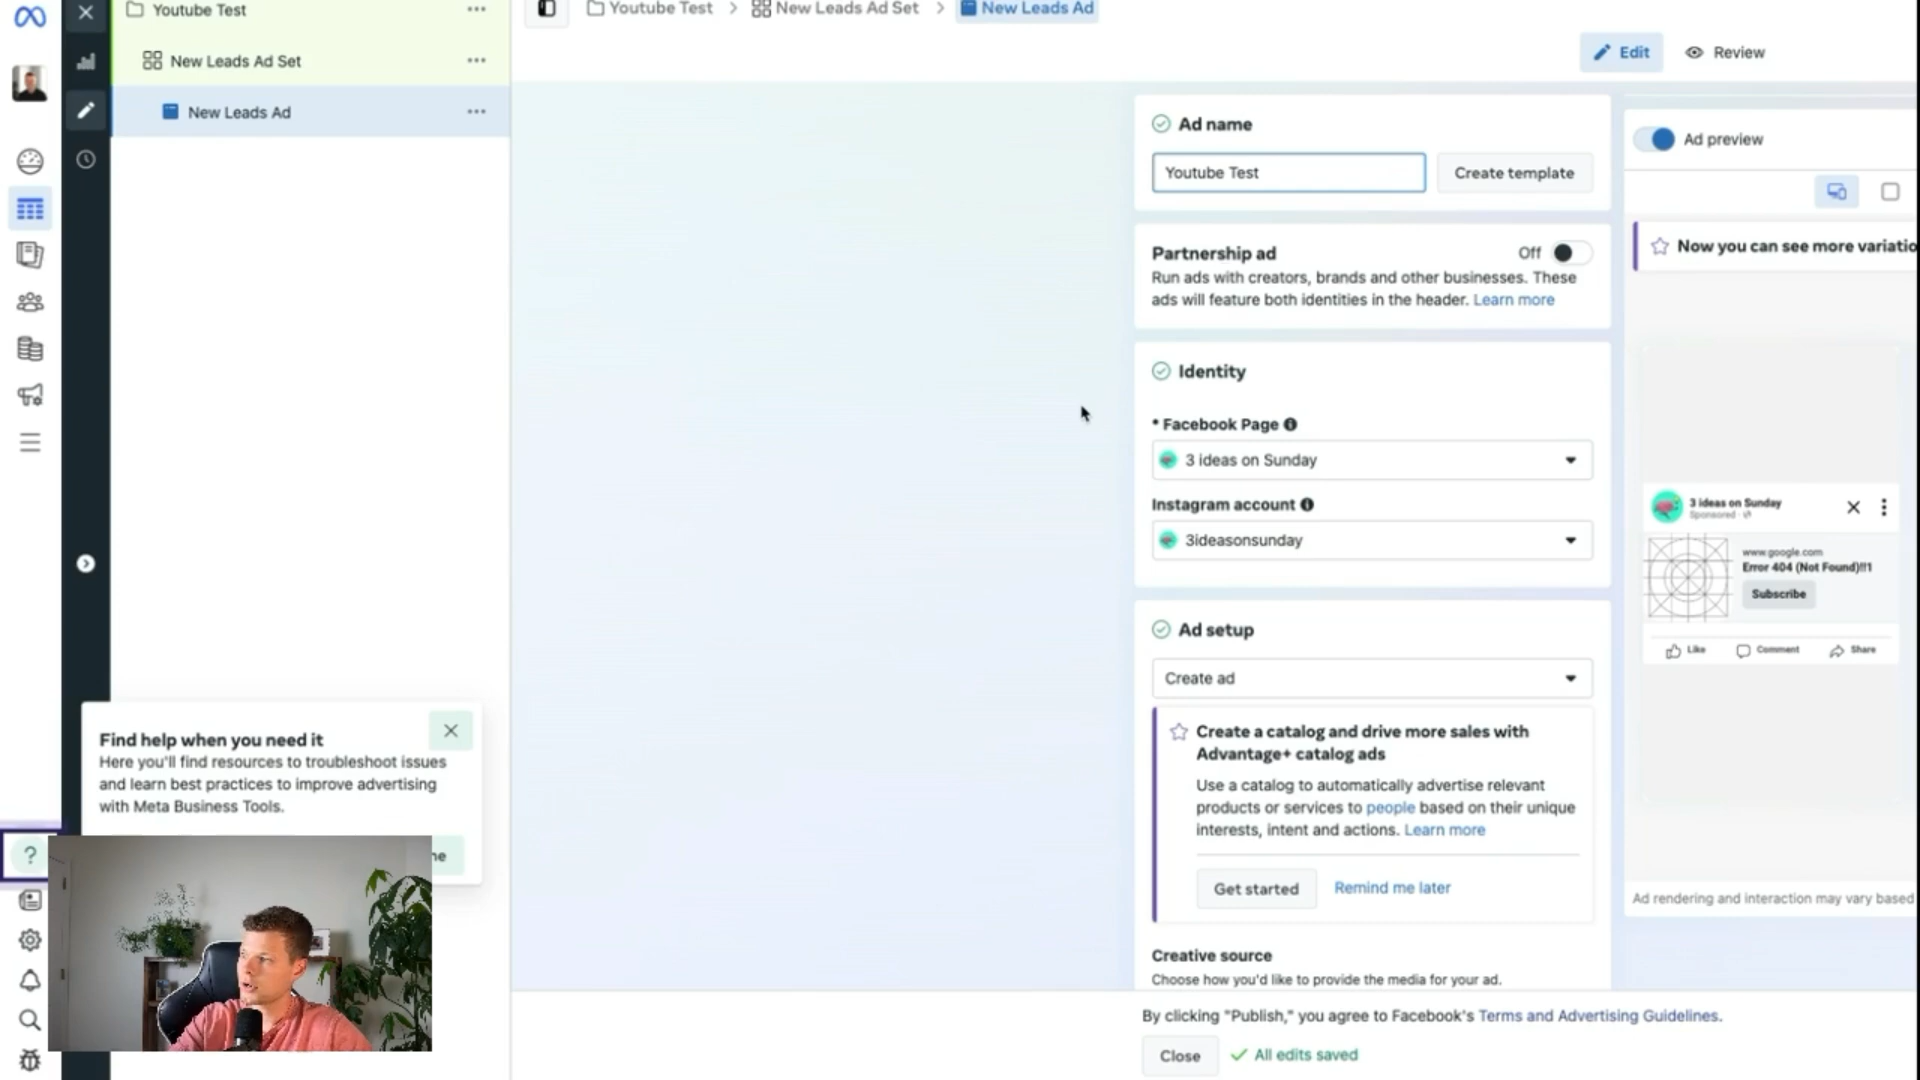 Youtube Test
New Leads Ad Set
New Leads Ad
Youtube Test
New Leads Ad Set
New Leads Ad
Edit
Review
Ad name
Youtube Test
Create template
Partnership ad
Off
Run ads with creators, brands and other businesses. These
ads will feature both identities in the header. Learn more
Identity
* Facebook Page
3 ideas on Sunday
Instagram account
3ideasonsunday
Ad setup
Create ad
Create a catalog and drive more sales with
Advantage+ catalog ads
Use a catalog to automatically advertise relevant
products or services to people based on their unique
interests, intent and actions. Learn more
Get started
Remind me later
Creative source
Choose how you'd like to provide the media for your ad.
By clicking "Publish," you agree to Facebook's Terms and Advertising Guidelines.
Close
All edits saved
Ad preview
Now you can see more variatio
3 ideas on Sunday
Sponsored
www.google.com
Error 404 (Not Found)!!1
Subscribe
Like
Comment
Share
Ad rendering and interaction may vary based
Find help when you need it
Here you'll find resources to troubleshoot issues
and learn best practices to improve advertising
with Meta Business Tools.
ne
?